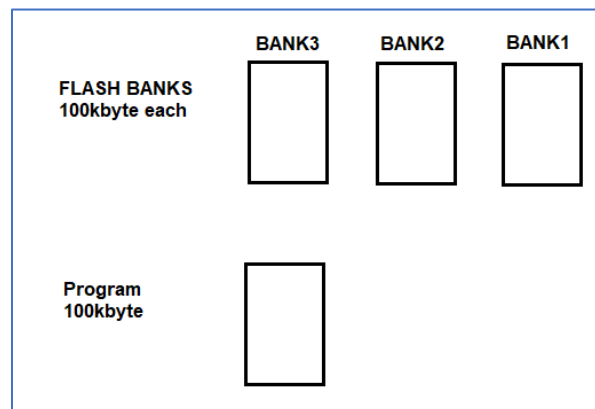 BANK3 BANK2 BANK1
FLASH BANKS
100kbyte each
Program
100kbyte